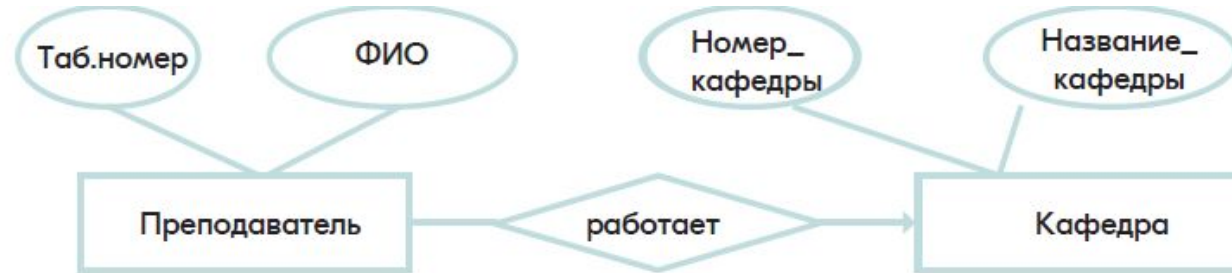 Таб.номер
ФИО
Номер_
кафедры
Название_
кафедры
Преподаватель
работает
Кафедра